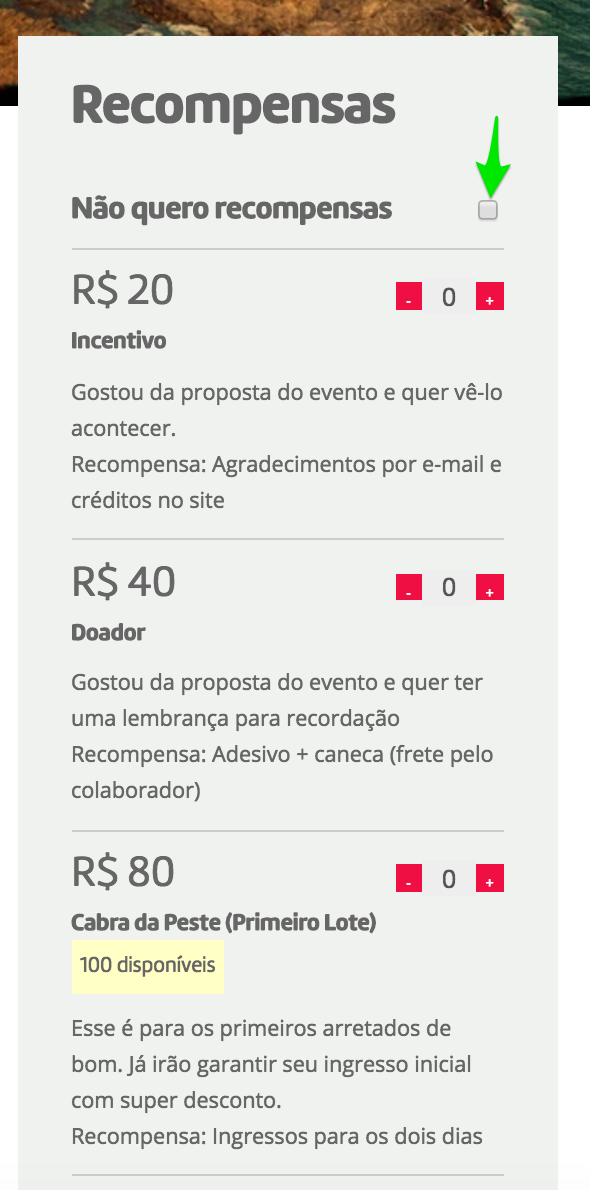 Recompensas
Não quero recompensas
R$ 20
- 0 +
Incentivo
Gostou da proposta do evento e quer vê-lo
acontecer.
Recompensa: Agradecimentos por e-mail e
créditos no site
R$ 40
- 0 +
Doador
Gostou da proposta do evento e quer ter
uma lembrança para recordação
Recompensa: Adesivo + caneca (frete pelo
colaborador)
R$ 80
- 0 +
Cabra da Peste (Primeiro Lote)
100 disponíveis
Esse é para os primeiros arretados de
bom. Já irão garantir seu ingresso inicial
com super desconto.
Recompensa: Ingressos para os dois dias